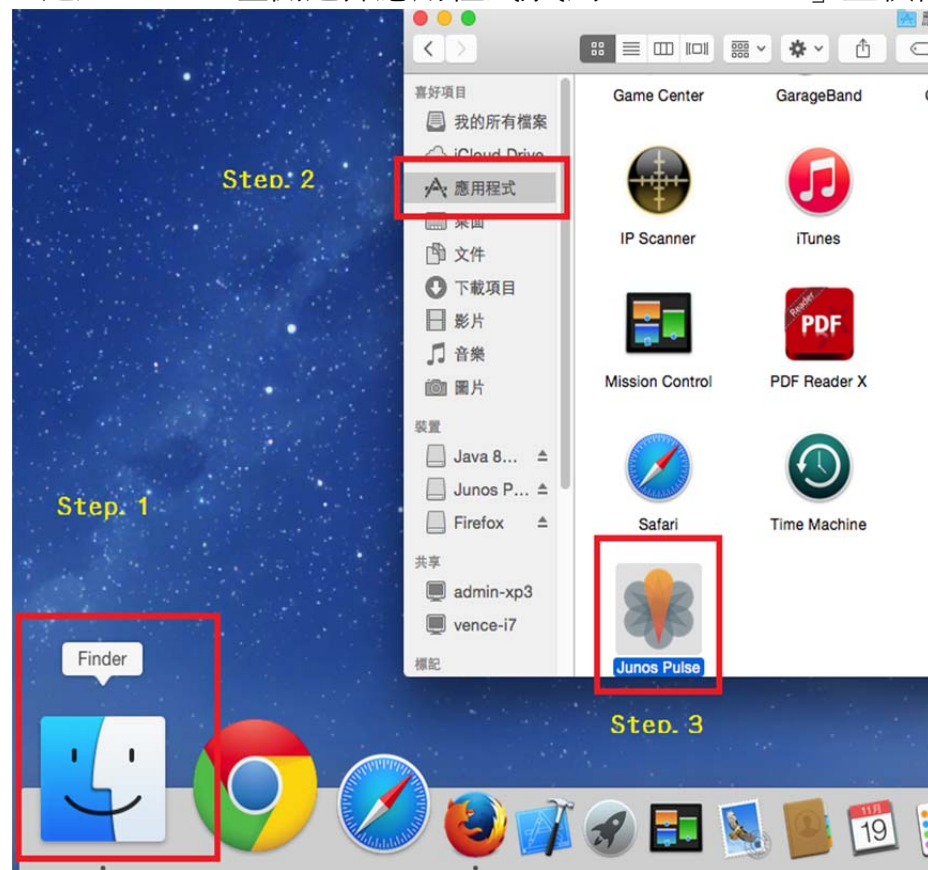 Game Center
GarageBand
喜好項目
我的所有檔案
iCloud Drive
Step. 2
應用程式
桌面
IP Scanner
iTunes
文件
下載項目
影片
Reader
PDF
音樂
圖片
Mission Control
PDF Reader X
裝置
Java 8...
Junos P...
Step. 1
Firefox
Safari
Time Machine
共享
admin-xp3
vence-i7
Finder
標記
Junos Pulse
Step. 3
11月
19